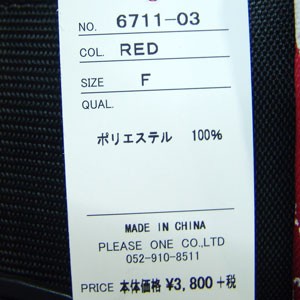 NO. 6711-03
COL. RED
SIZE F
QUAL.
ポリエステル 100%
MADE IN CHINA
PLEASE ONE CO.,LTD
052-910-8511
PRICE 本体価格 ¥3,800 +税